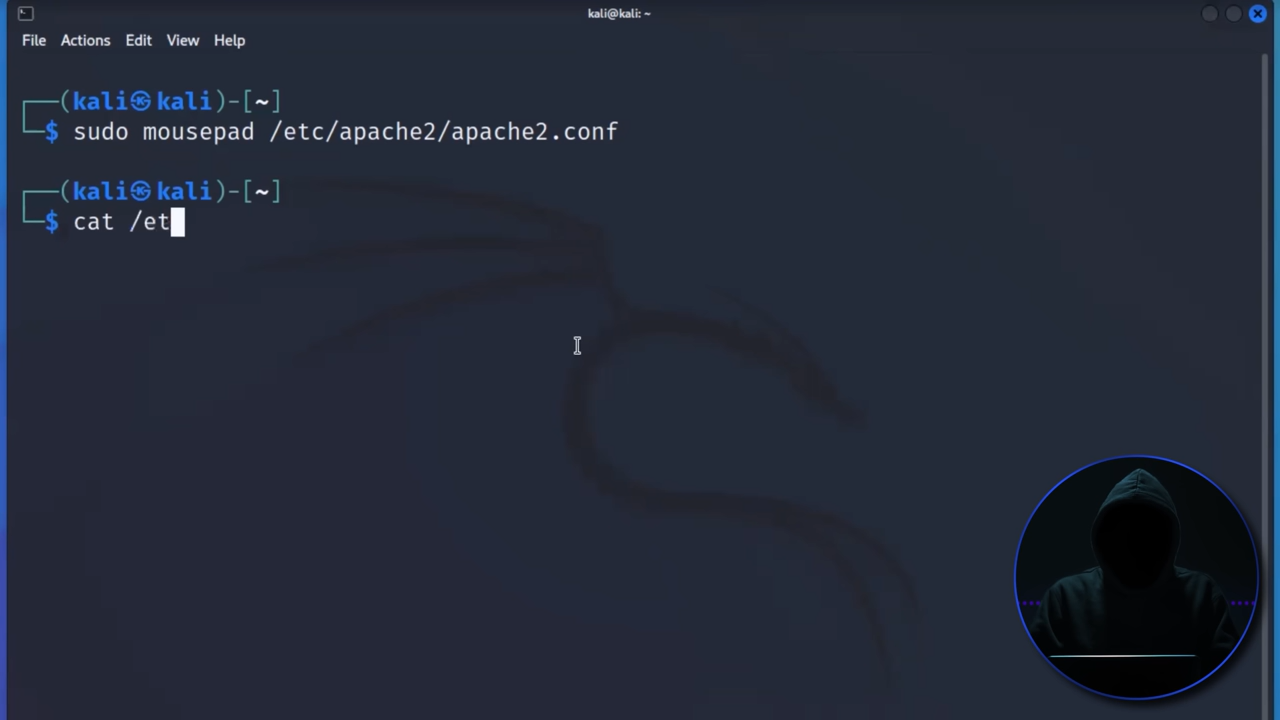 kali@kali: ~
File Actions Edit View Help
┌──(kali㉿kali)-[~]
└─$ sudo mousepad /etc/apache2/apache2.conf
┌──(kali㉿kali)-[~]
└─$ cat /et